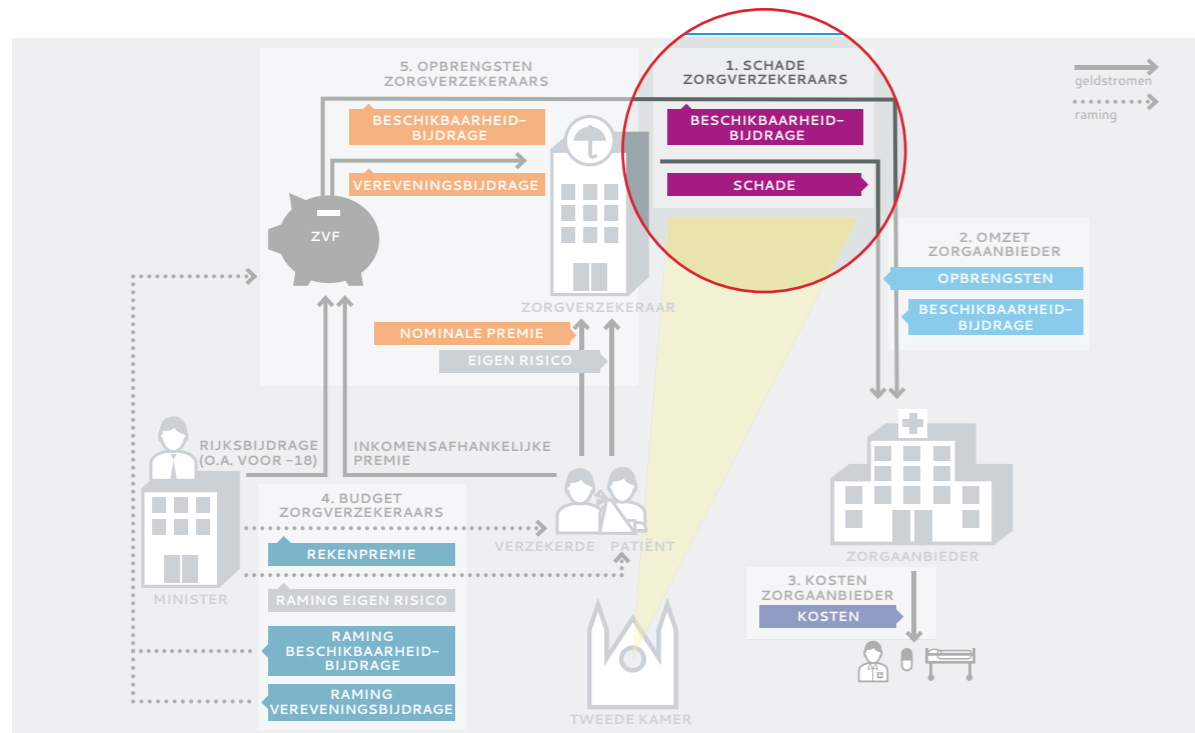 5. OPBRENGSTEN
ZORGVERZEKERAARS
BESCHIKBAARHEID-
BIJDRAGE
VEREVENINGSBIJDRAGE
1. SCHADE
ZORGVERZEKERAARS
BESCHIKBAARHEID-
BIJDRAGE
SCHADE
geldstromen
raming
ZVF
ZORGVERZEKERAAR
NOMINALE PREMIE
EIGEN RISICO
2. OMZET
ZORGAANBIEDER
OPBRENGSTEN
BESCHIKBAARHEID-
BIJDRAGE
RIJKSBIJDRAGE
(O.A. VOOR -18)
INKOMENSAFHANKELIJKE
PREMIE
4. BUDGET
ZORGVERZEKERAARS
REKENPREMIE
RAMING EIGEN RISICO
RAMING
BESCHIKBAARHEID-
BIJDRAGE
RAMING
VEREVENINGSBIJDRAGE
MINISTER
VERZEKERDE
PATIËNT
ZORGAANBIEDER
3. KOSTEN
ZORGAANBIEDER
KOSTEN
TWEEDE KAMER